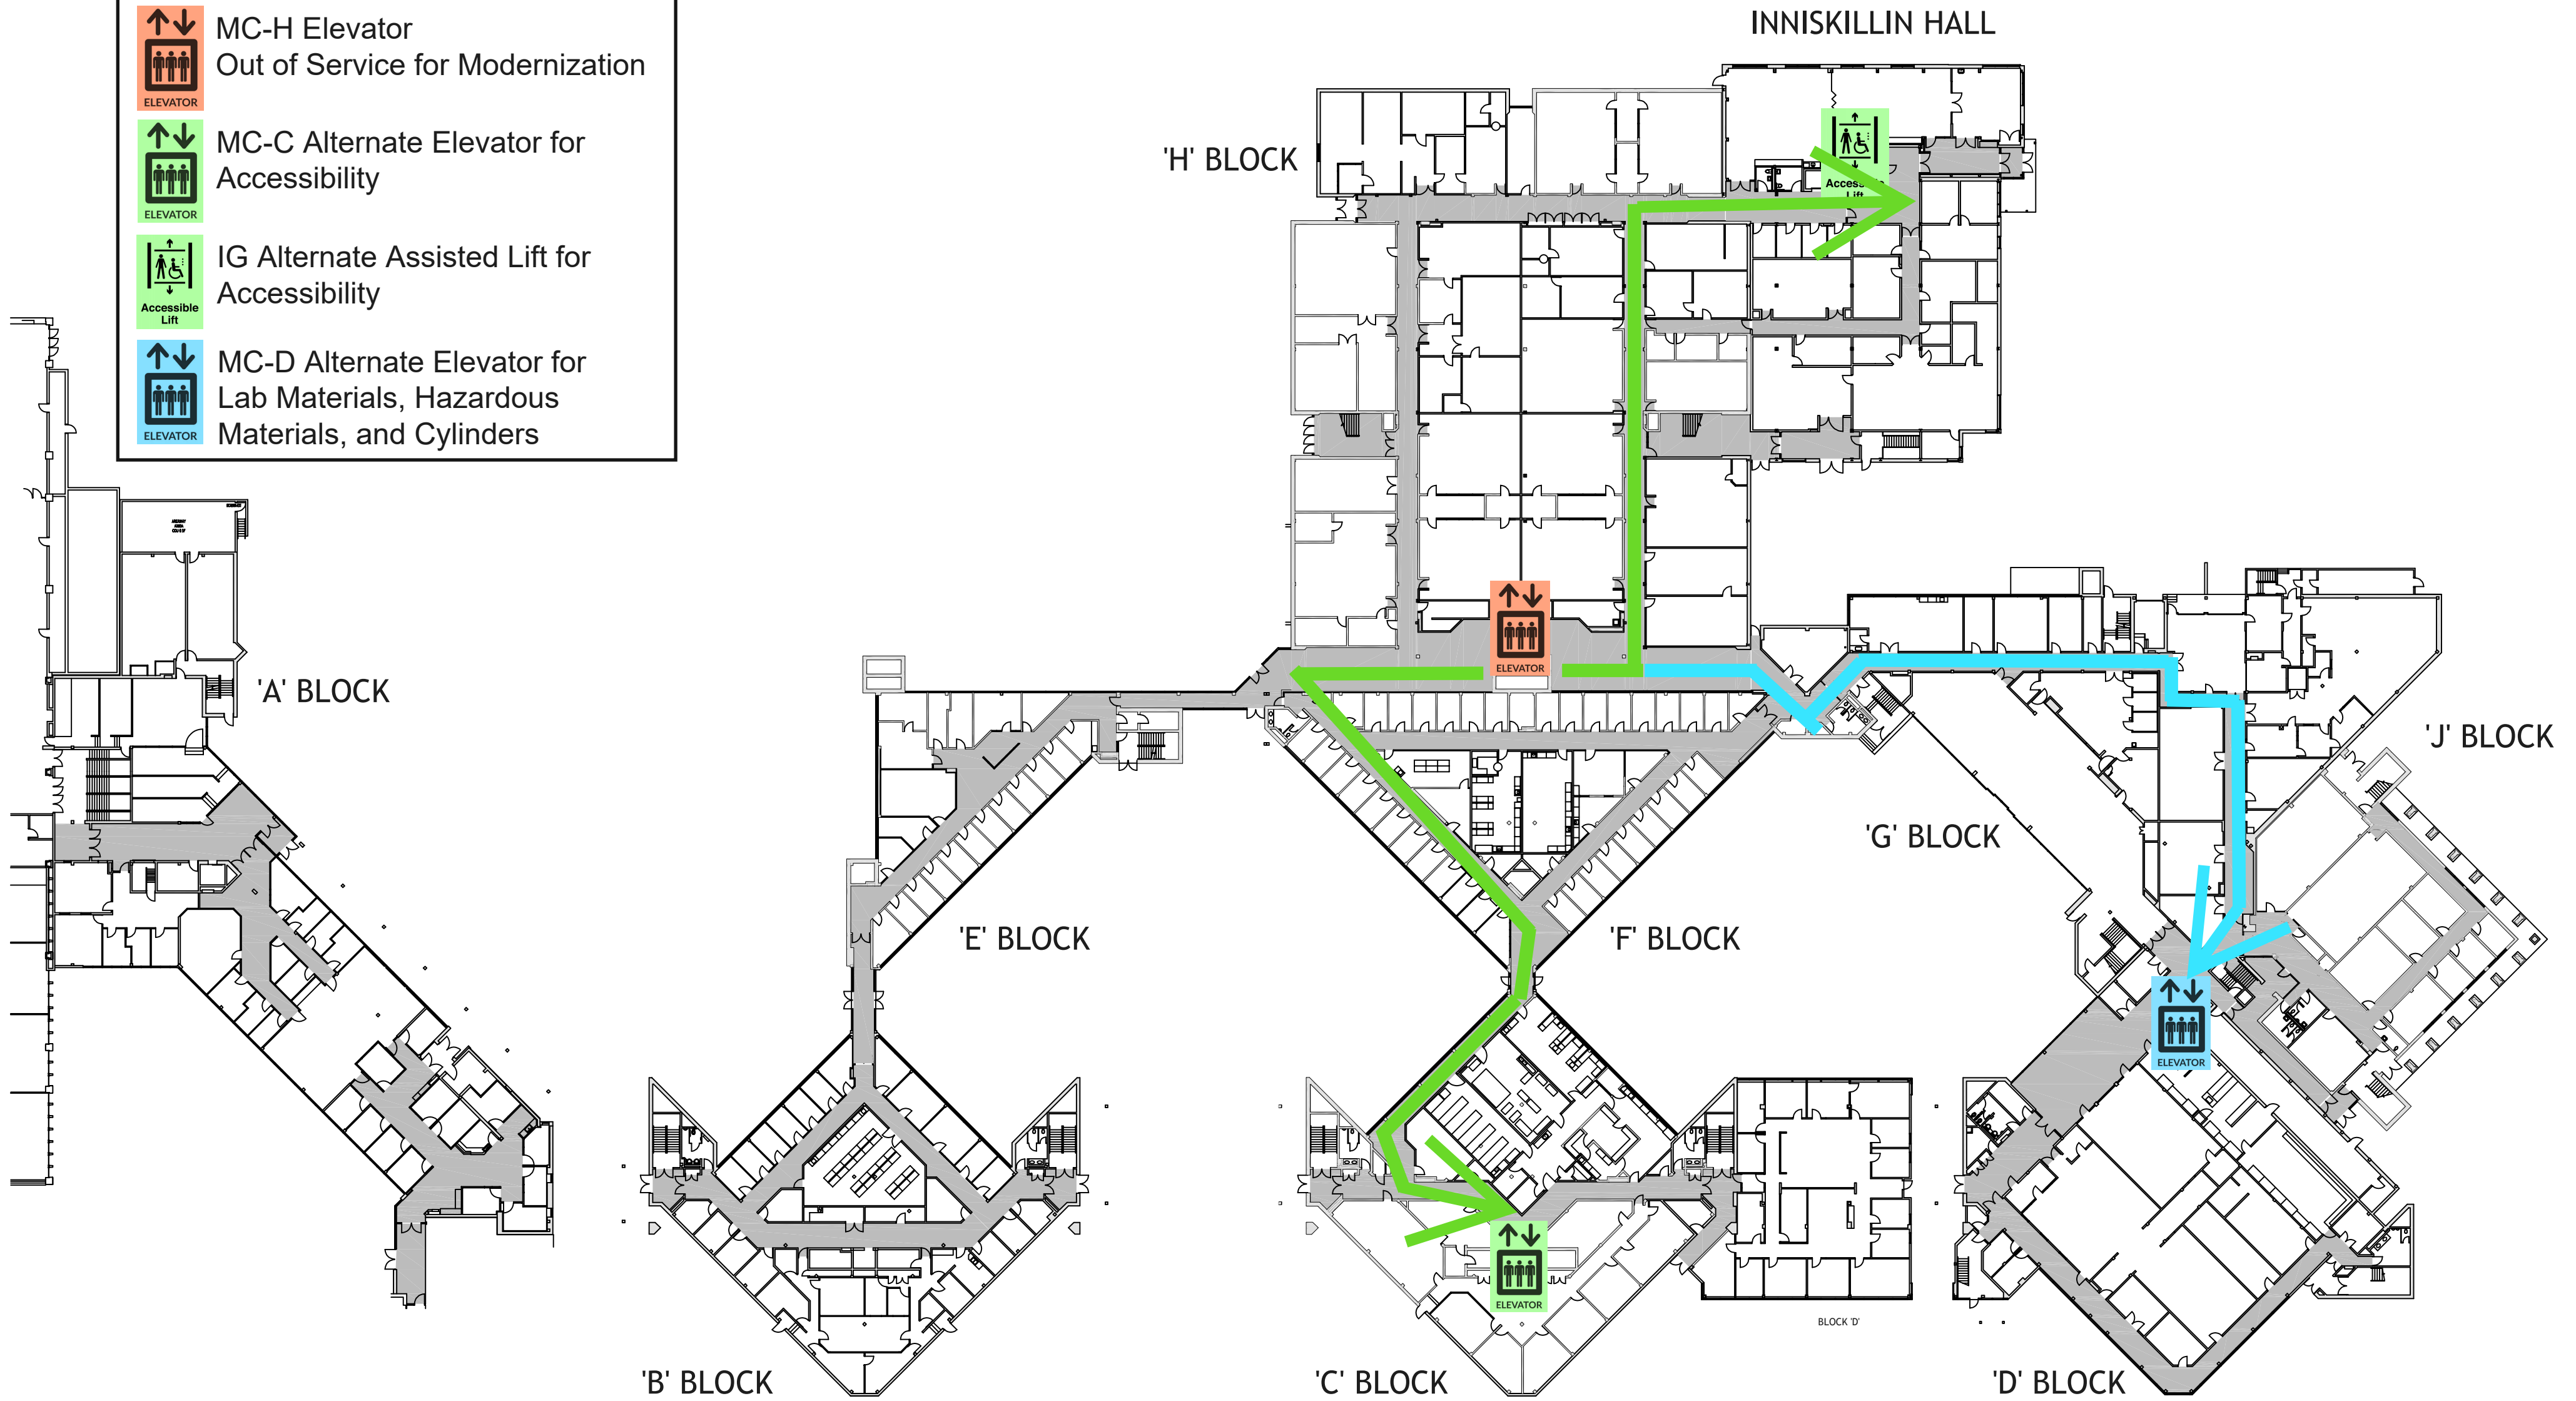 MC-H Elevator
Out of Service for Modernization
ELEVATOR
MC-C Alternate Elevator for
Accessibility
ELEVATOR
IG Alternate Assisted Lift for
Accessibility
Accessible
Lift
MC-D Alternate Elevator for
Lab Materials, Hazardous
Materials, and Cylinders
ELEVATOR
INNISKILLIN HALL
'H' BLOCK
Lift
ELEVATOR
'A' BLOCK
'J' BLOCK
'G' BLOCK
'E' BLOCK
'F' BLOCK
ELEVATOR
ELEVATOR
BLOCK 'D'
'B' BLOCK
'C' BLOCK
'D' BLOCK